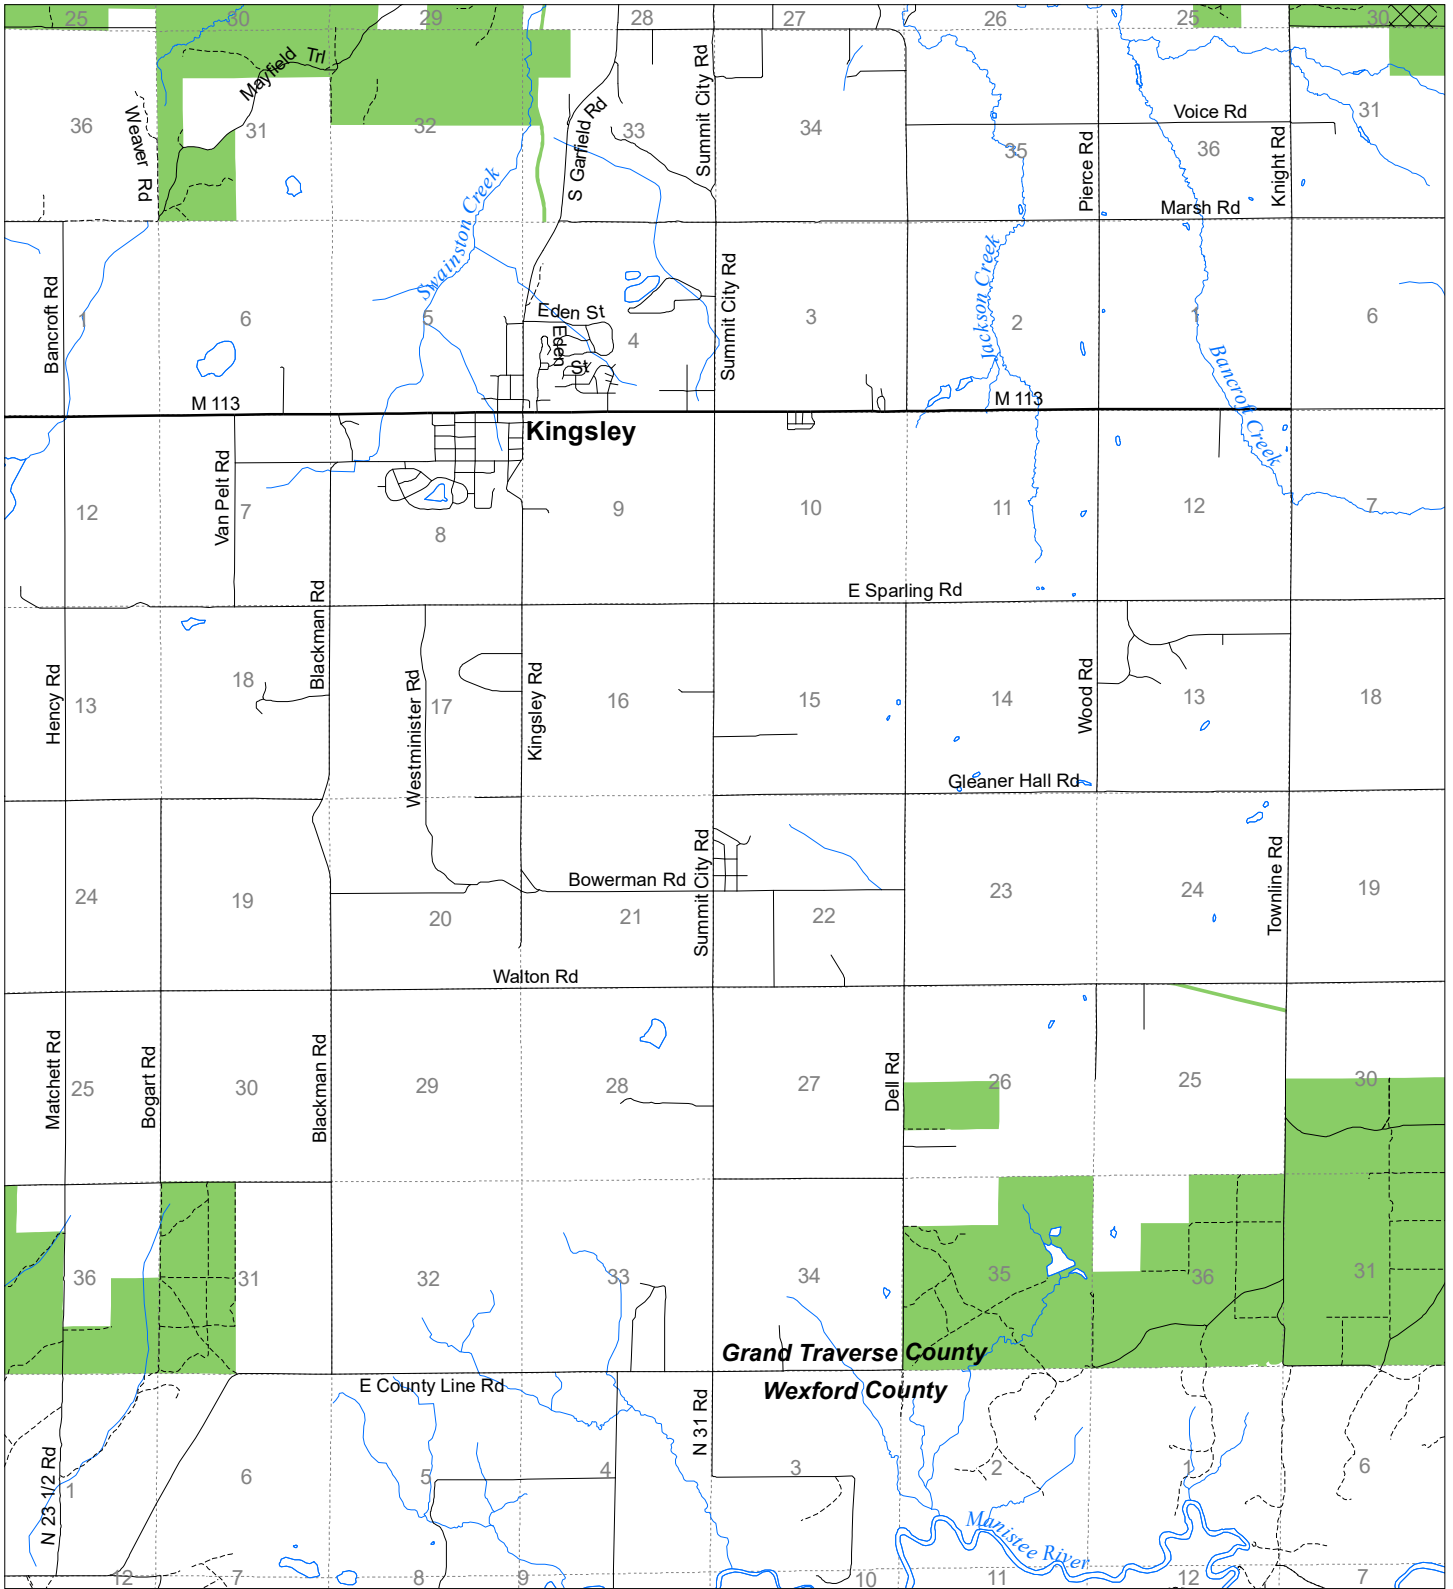 25
30
29
28
27
26
25
30
Mayfield Trl
Summit City Rd
36
Weaver Rd
31
32
S Garfield Rd
33
34
35
Pierce Rd
Voice Rd
36
Knight Rd
31
Swainston Creek
Marsh Rd
Bancroft Rd
1
6
5
Eden St
Eden St
4
Summit City Rd
3
Jackson Creek
2
1
6
Bancroft Creek
M 113
M 113
Kingsley
12
Van Pelt Rd
7
8
9
10
11
12
7
E Sparling Rd
Hency Rd
13
18
Blackman Rd
Westminister Rd
17
Kingsley Rd
16
15
14
Wood Rd
13
18
Gleaner Hall Rd
24
19
20
Bowerman Rd
21
Summit City Rd
22
23
24
Townline Rd
19
Walton Rd
Matchett Rd
25
Bogart Rd
30
Blackman Rd
29
28
27
Dell Rd
26
25
30
36
31
32
33
34
35
36
31
Grand Traverse County
Wexford County
E County Line Rd
N 31 Rd
N 23 1/2 Rd
1
6
5
4
3
2
1
6
Manistee River
12
7
8
9
10
11
12
7